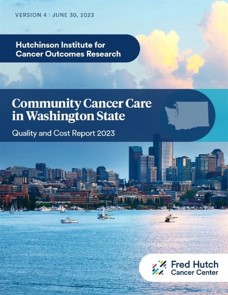 VERSION 4 | JUNE 30, 2023
Hutchinson Institute for
Cancer Outcomes Research
Community Cancer Care
in Washington State
Quality and Cost Report 2023
Fred Hutch
Cancer Center